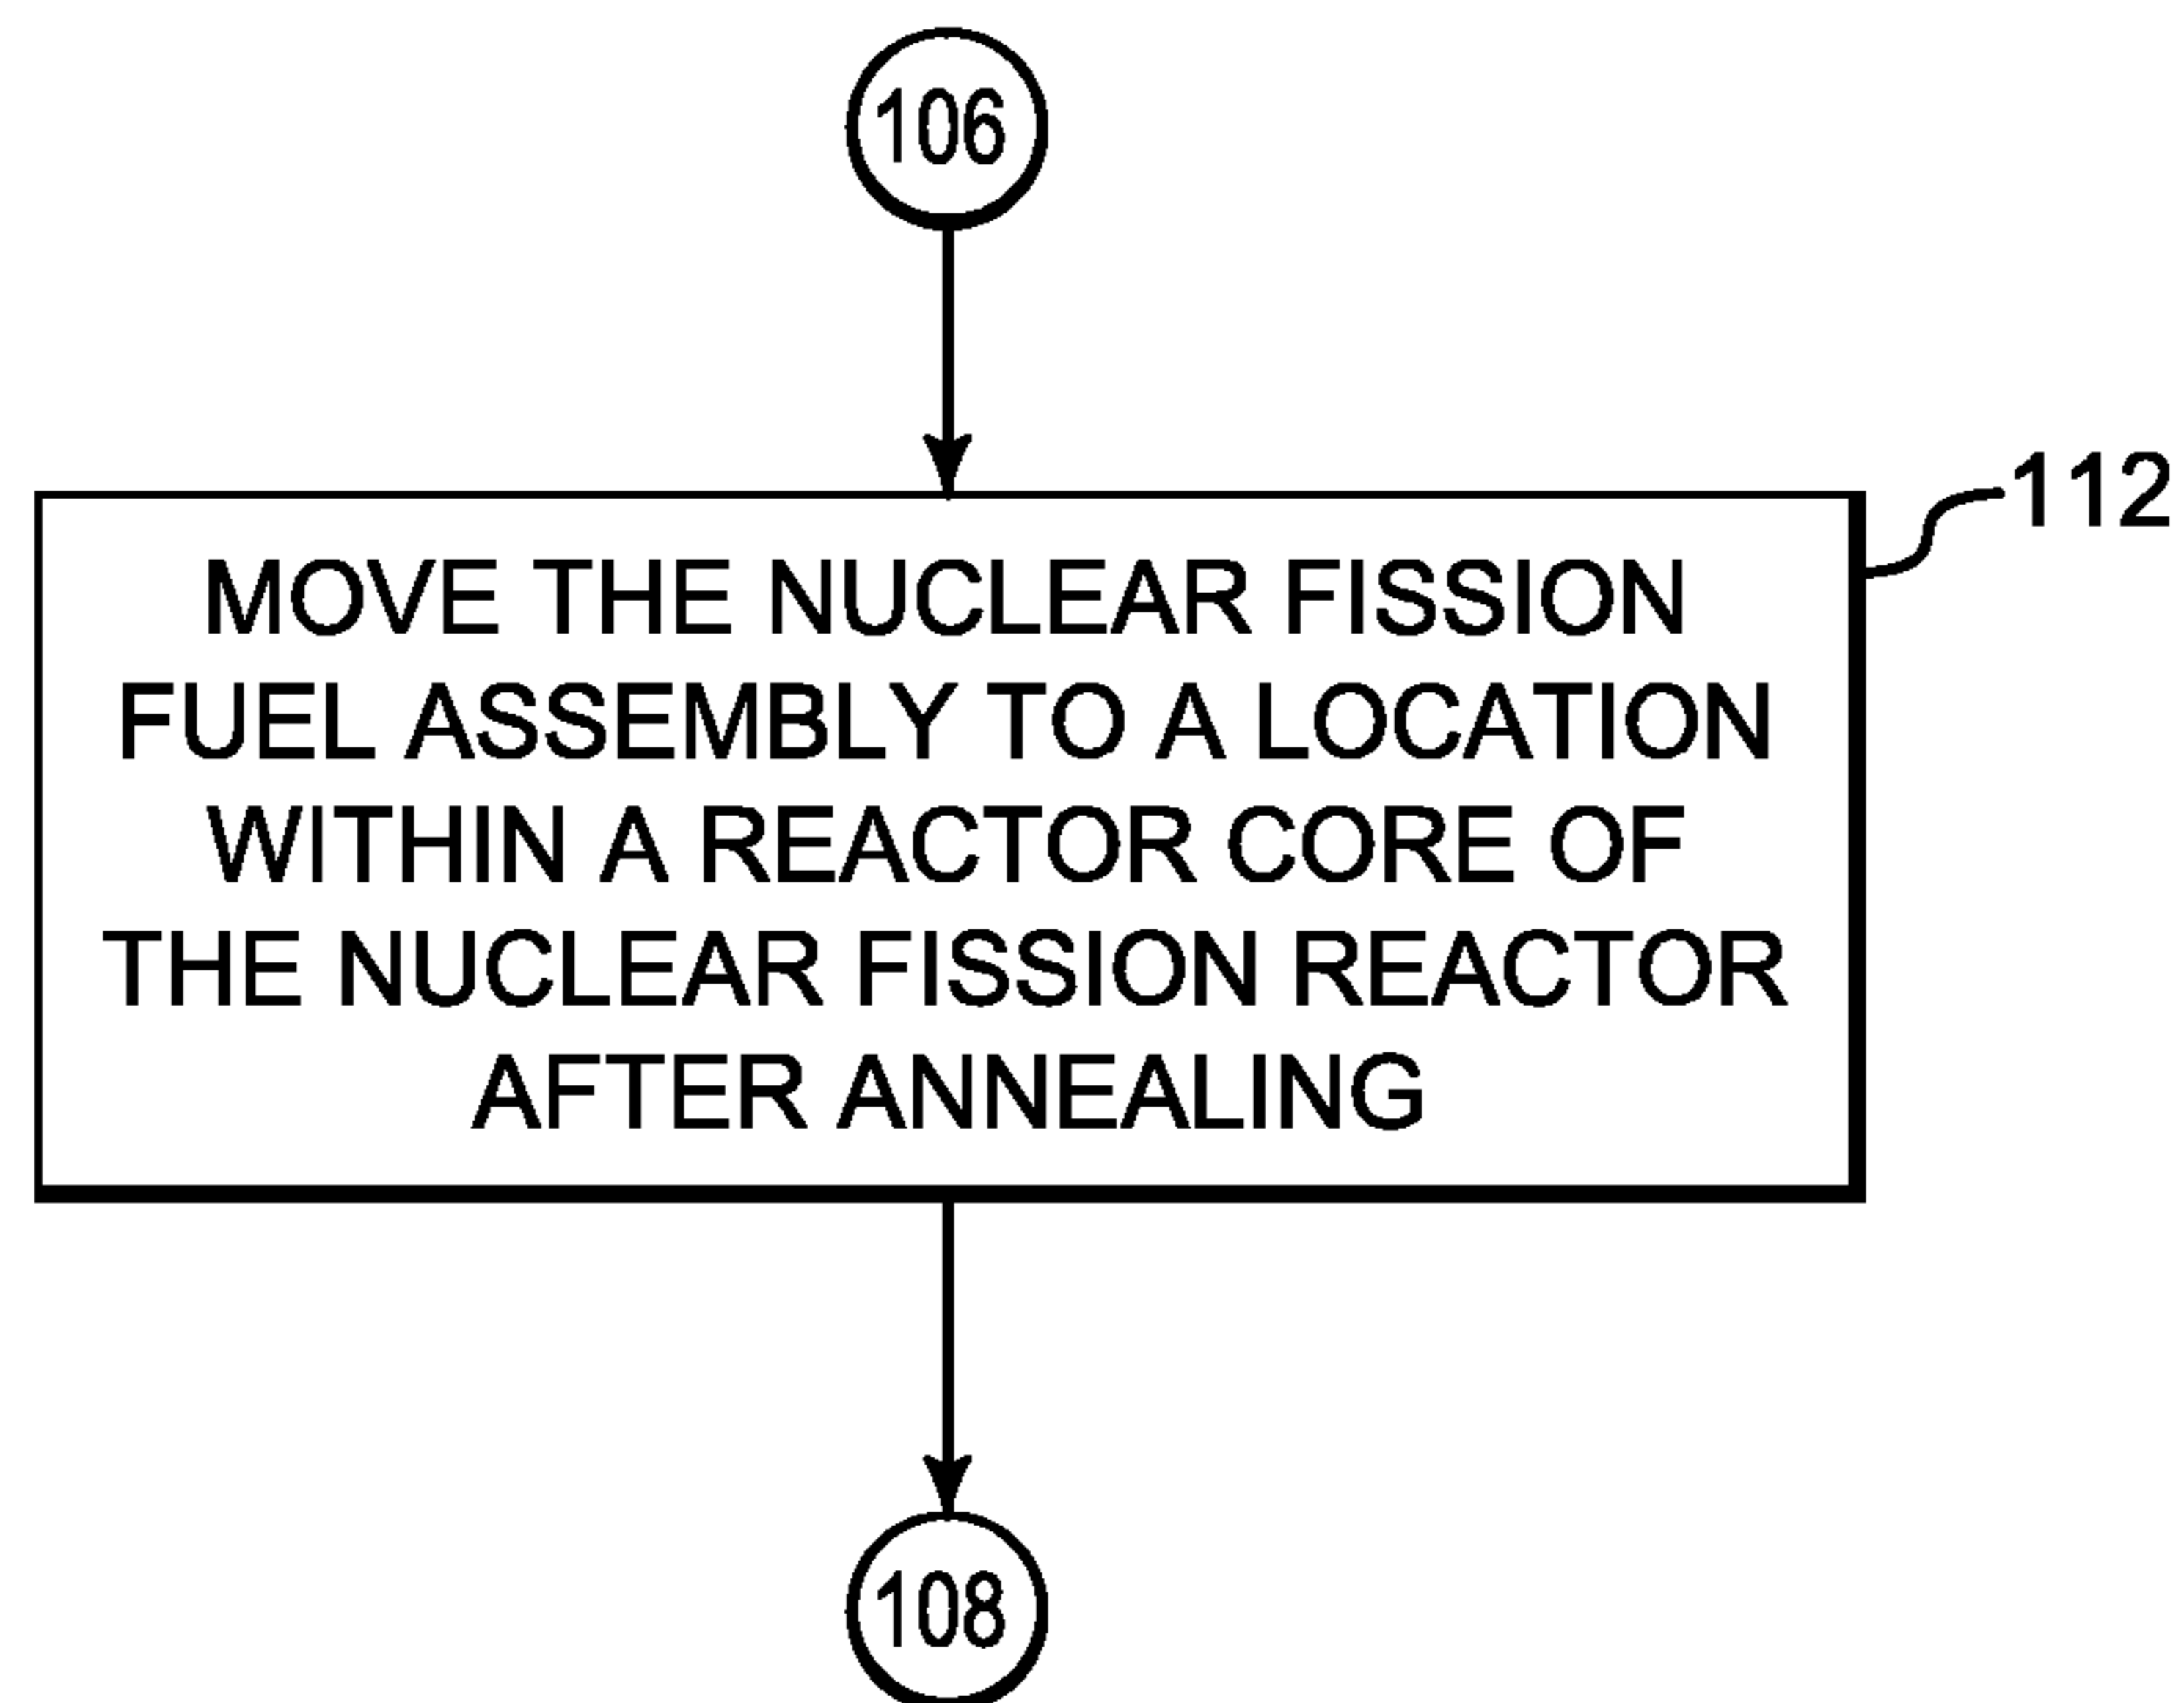 106
112
MOVE THE NUCLEAR FISSION
FUEL ASSEMBLY TO A LOCATION
WITHIN A REACTOR CORE OF
THE NUCLEAR FISSION REACTOR
AFTER ANNEALING
108